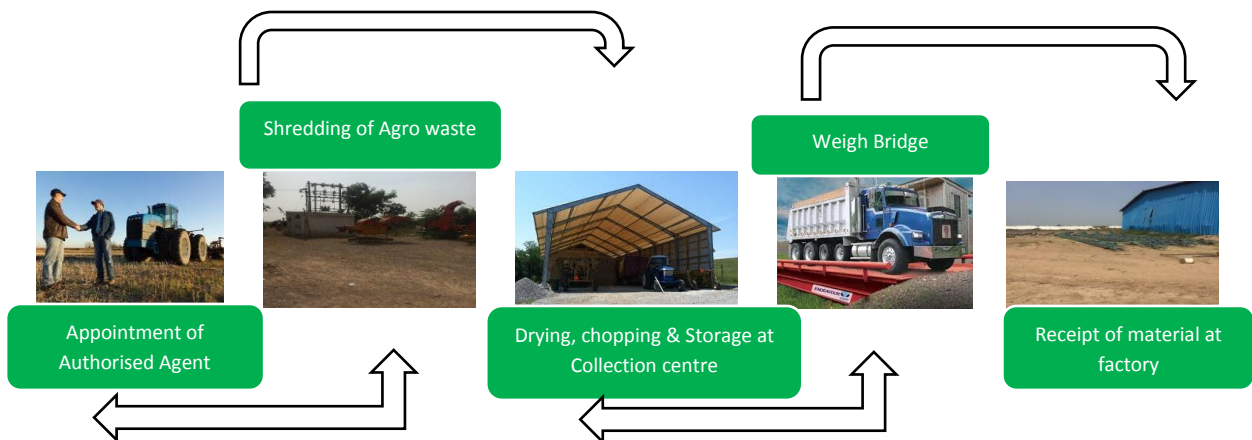 Shredding of Agro waste
Weigh Bridge
ENDEAVOUR
Appointment of
Authorised Agent
Drying, chopping & Storage at
Collection centre
Receipt of material at
factory